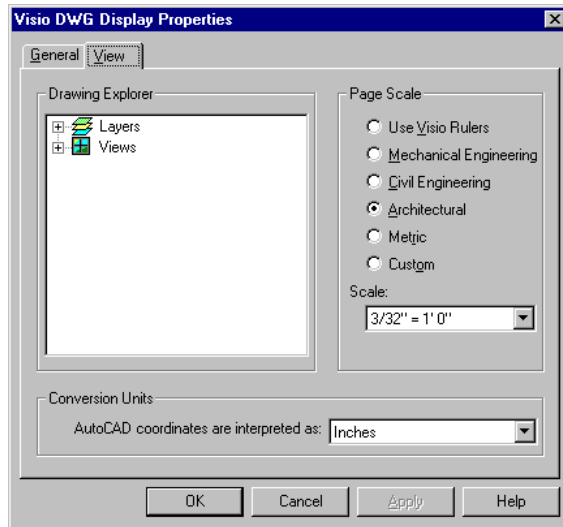 Visio DWG Display Properties
General View
Drawing Explorer
Layers
Views
Page Scale
Use Visio Rulers
Mechanical Engineering
Civil Engineering
Architectural
Metric
Custom
Scale:
3/32" = 1' 0"
Conversion Units
AutoCAD coordinates are interpreted as: Inches
OK Cancel Apply Help